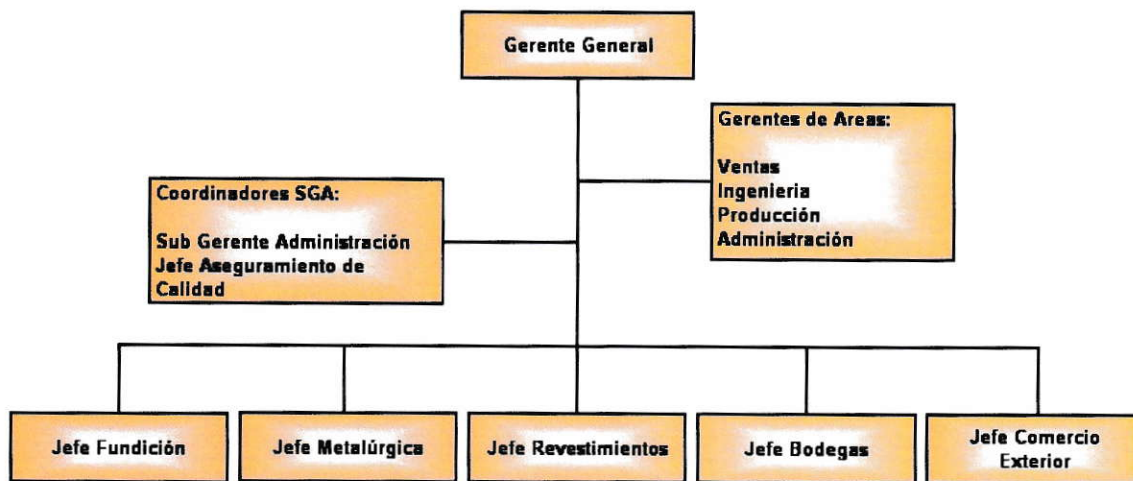 Gerente General
Gerentes de Areas:
Ventas
Ingenieria
Producción
Administración
Coordinadores SGA:
Sub Gerente Administración
Jefe Aseguramiento de
Calidad
Jefe Fundición
Jefe Metalúrgica
Jefe Revestimientos
Jefe Bodegas
Jefe Comercio
Exterior